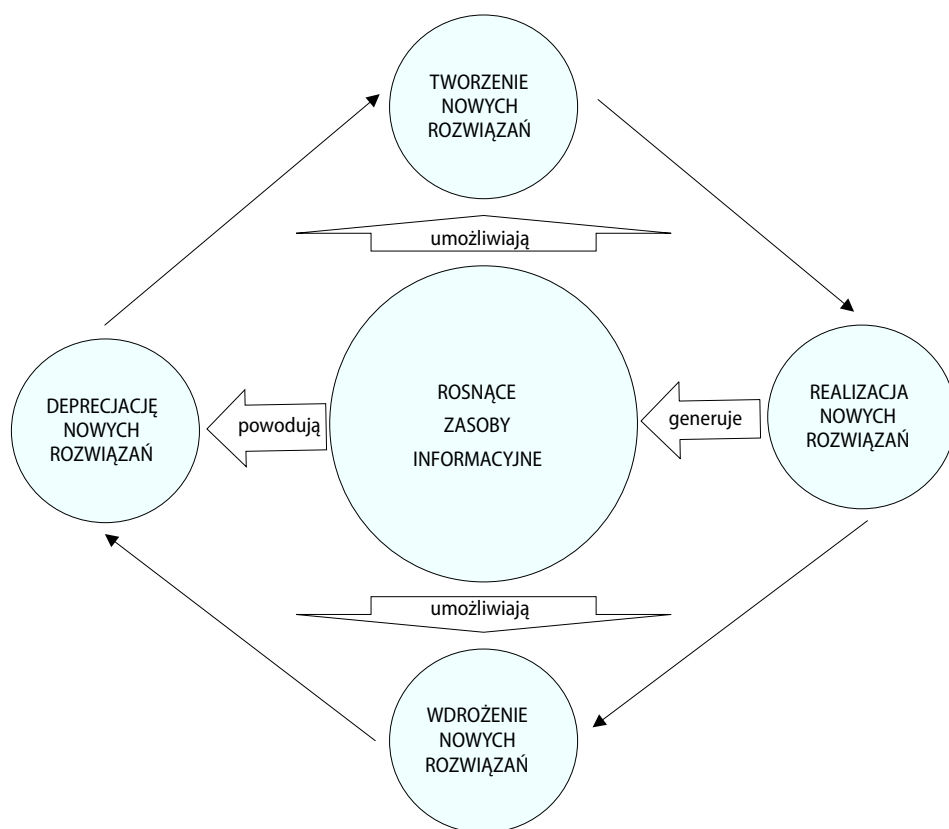 TWORZENIE
NOWYCH
ROZWIĄZAŃ
umożliwiają
DEPRECJACJĘ
NOWYCH
ROZWIĄZAŃ
powodują
ROSNĄCE
ZASOBY
INFORMACYJNE
generuje
REALIZACJA
NOWYCH
ROZWIĄZAŃ
umożliwiają
WDROŻENIE
NOWYCH
ROZWIĄZAŃ